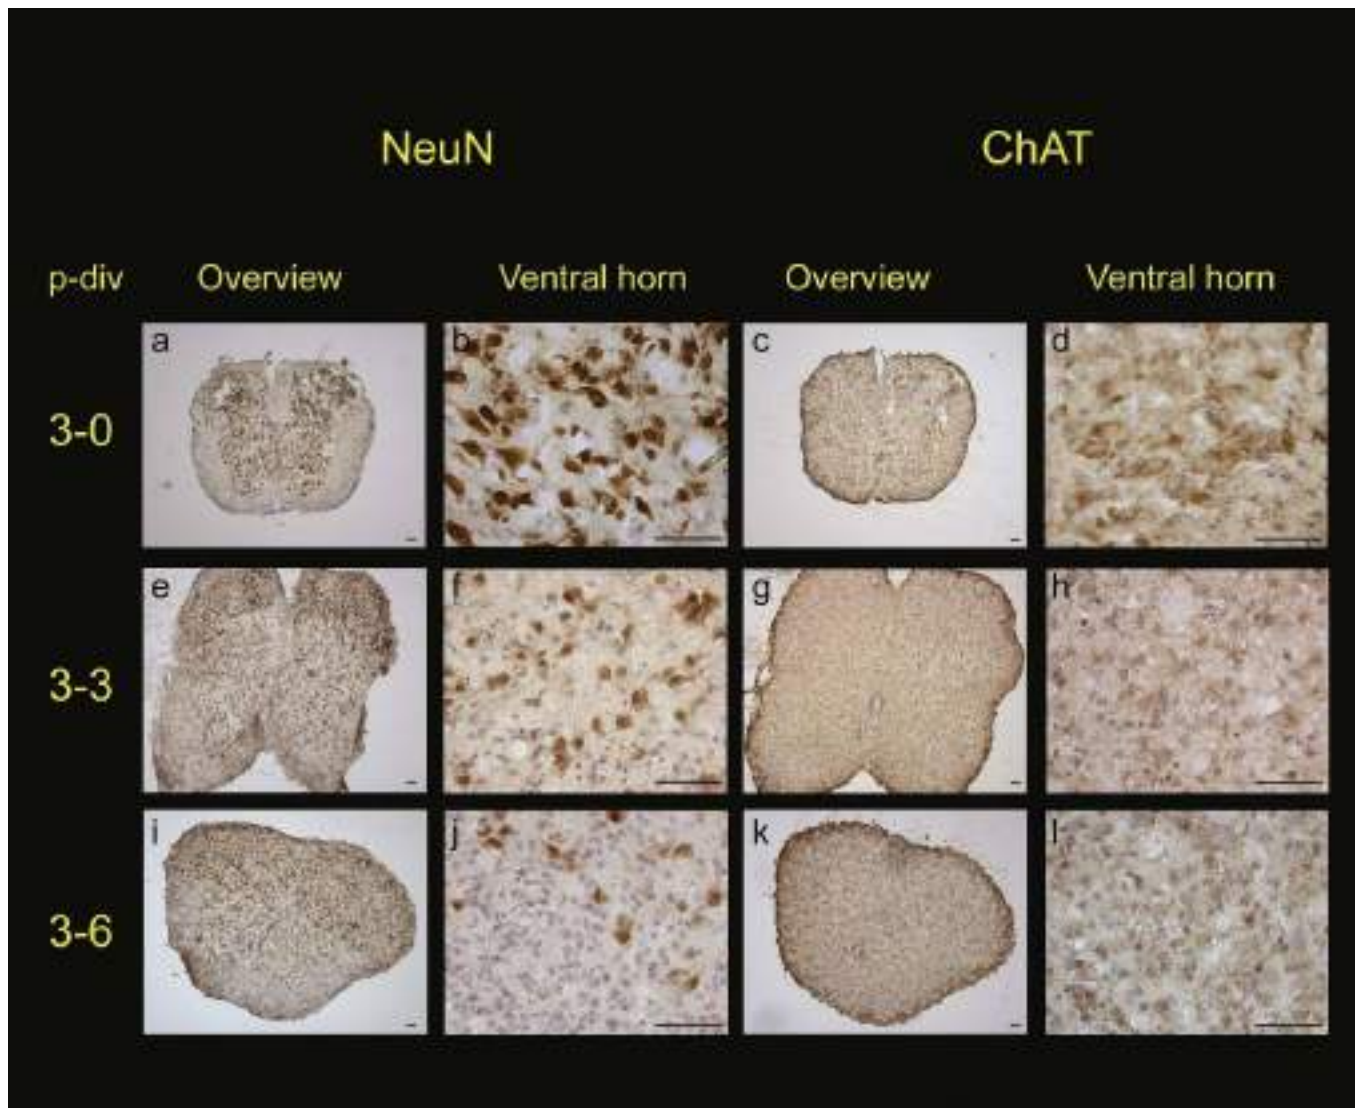 NeuN ChAT
p-div Overview Ventral horn Overview Ventral horn
a b c d
3-0
e f g h
3-3
i j k l
3-6